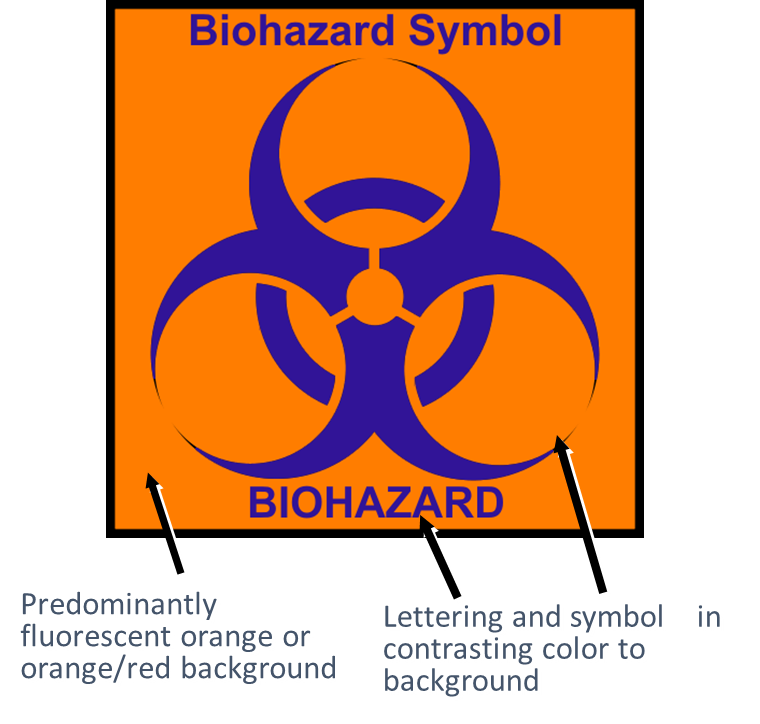 Biohazard Symbol
BIOHAZARD
Predominantly
fluorescent orange or
orange/red background
Lettering and symbol in
contrasting color to
background